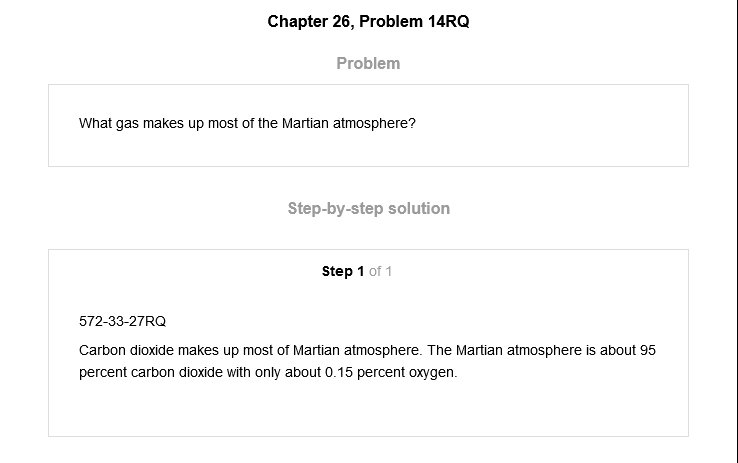 Chapter 26, Problem 14RQ
Problem
What gas makes up most of the Martian atmosphere?
Step-by-step solution
Step 1 of 1
572-33-27RQ
Carbon dioxide makes up most of Martian atmosphere. The Martian atmosphere is about 95
percent carbon dioxide with only about 0.15 percent oxygen.